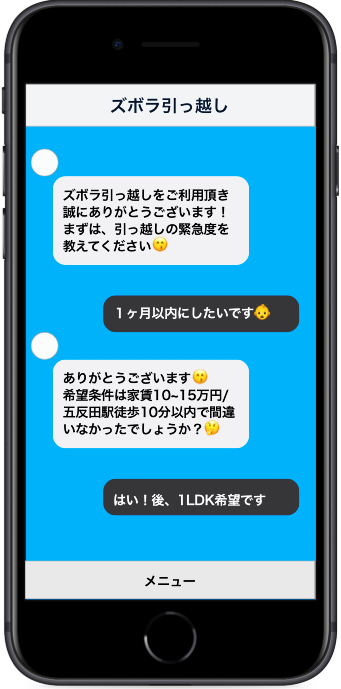 ズボラ引っ越し
ズボラ引っ越しをご利用頂き
誠にありがとうございます！
まずは、引っ越しの緊急度を
教えてください😙
１ヶ月以内にしたいです👶
ありがとうございます😙
希望条件は家賃10~15万円/
五反田駅徒歩10分以内で間違
いなかったでしょうか？🤔
はい！後、1LDK希望です
メニュー